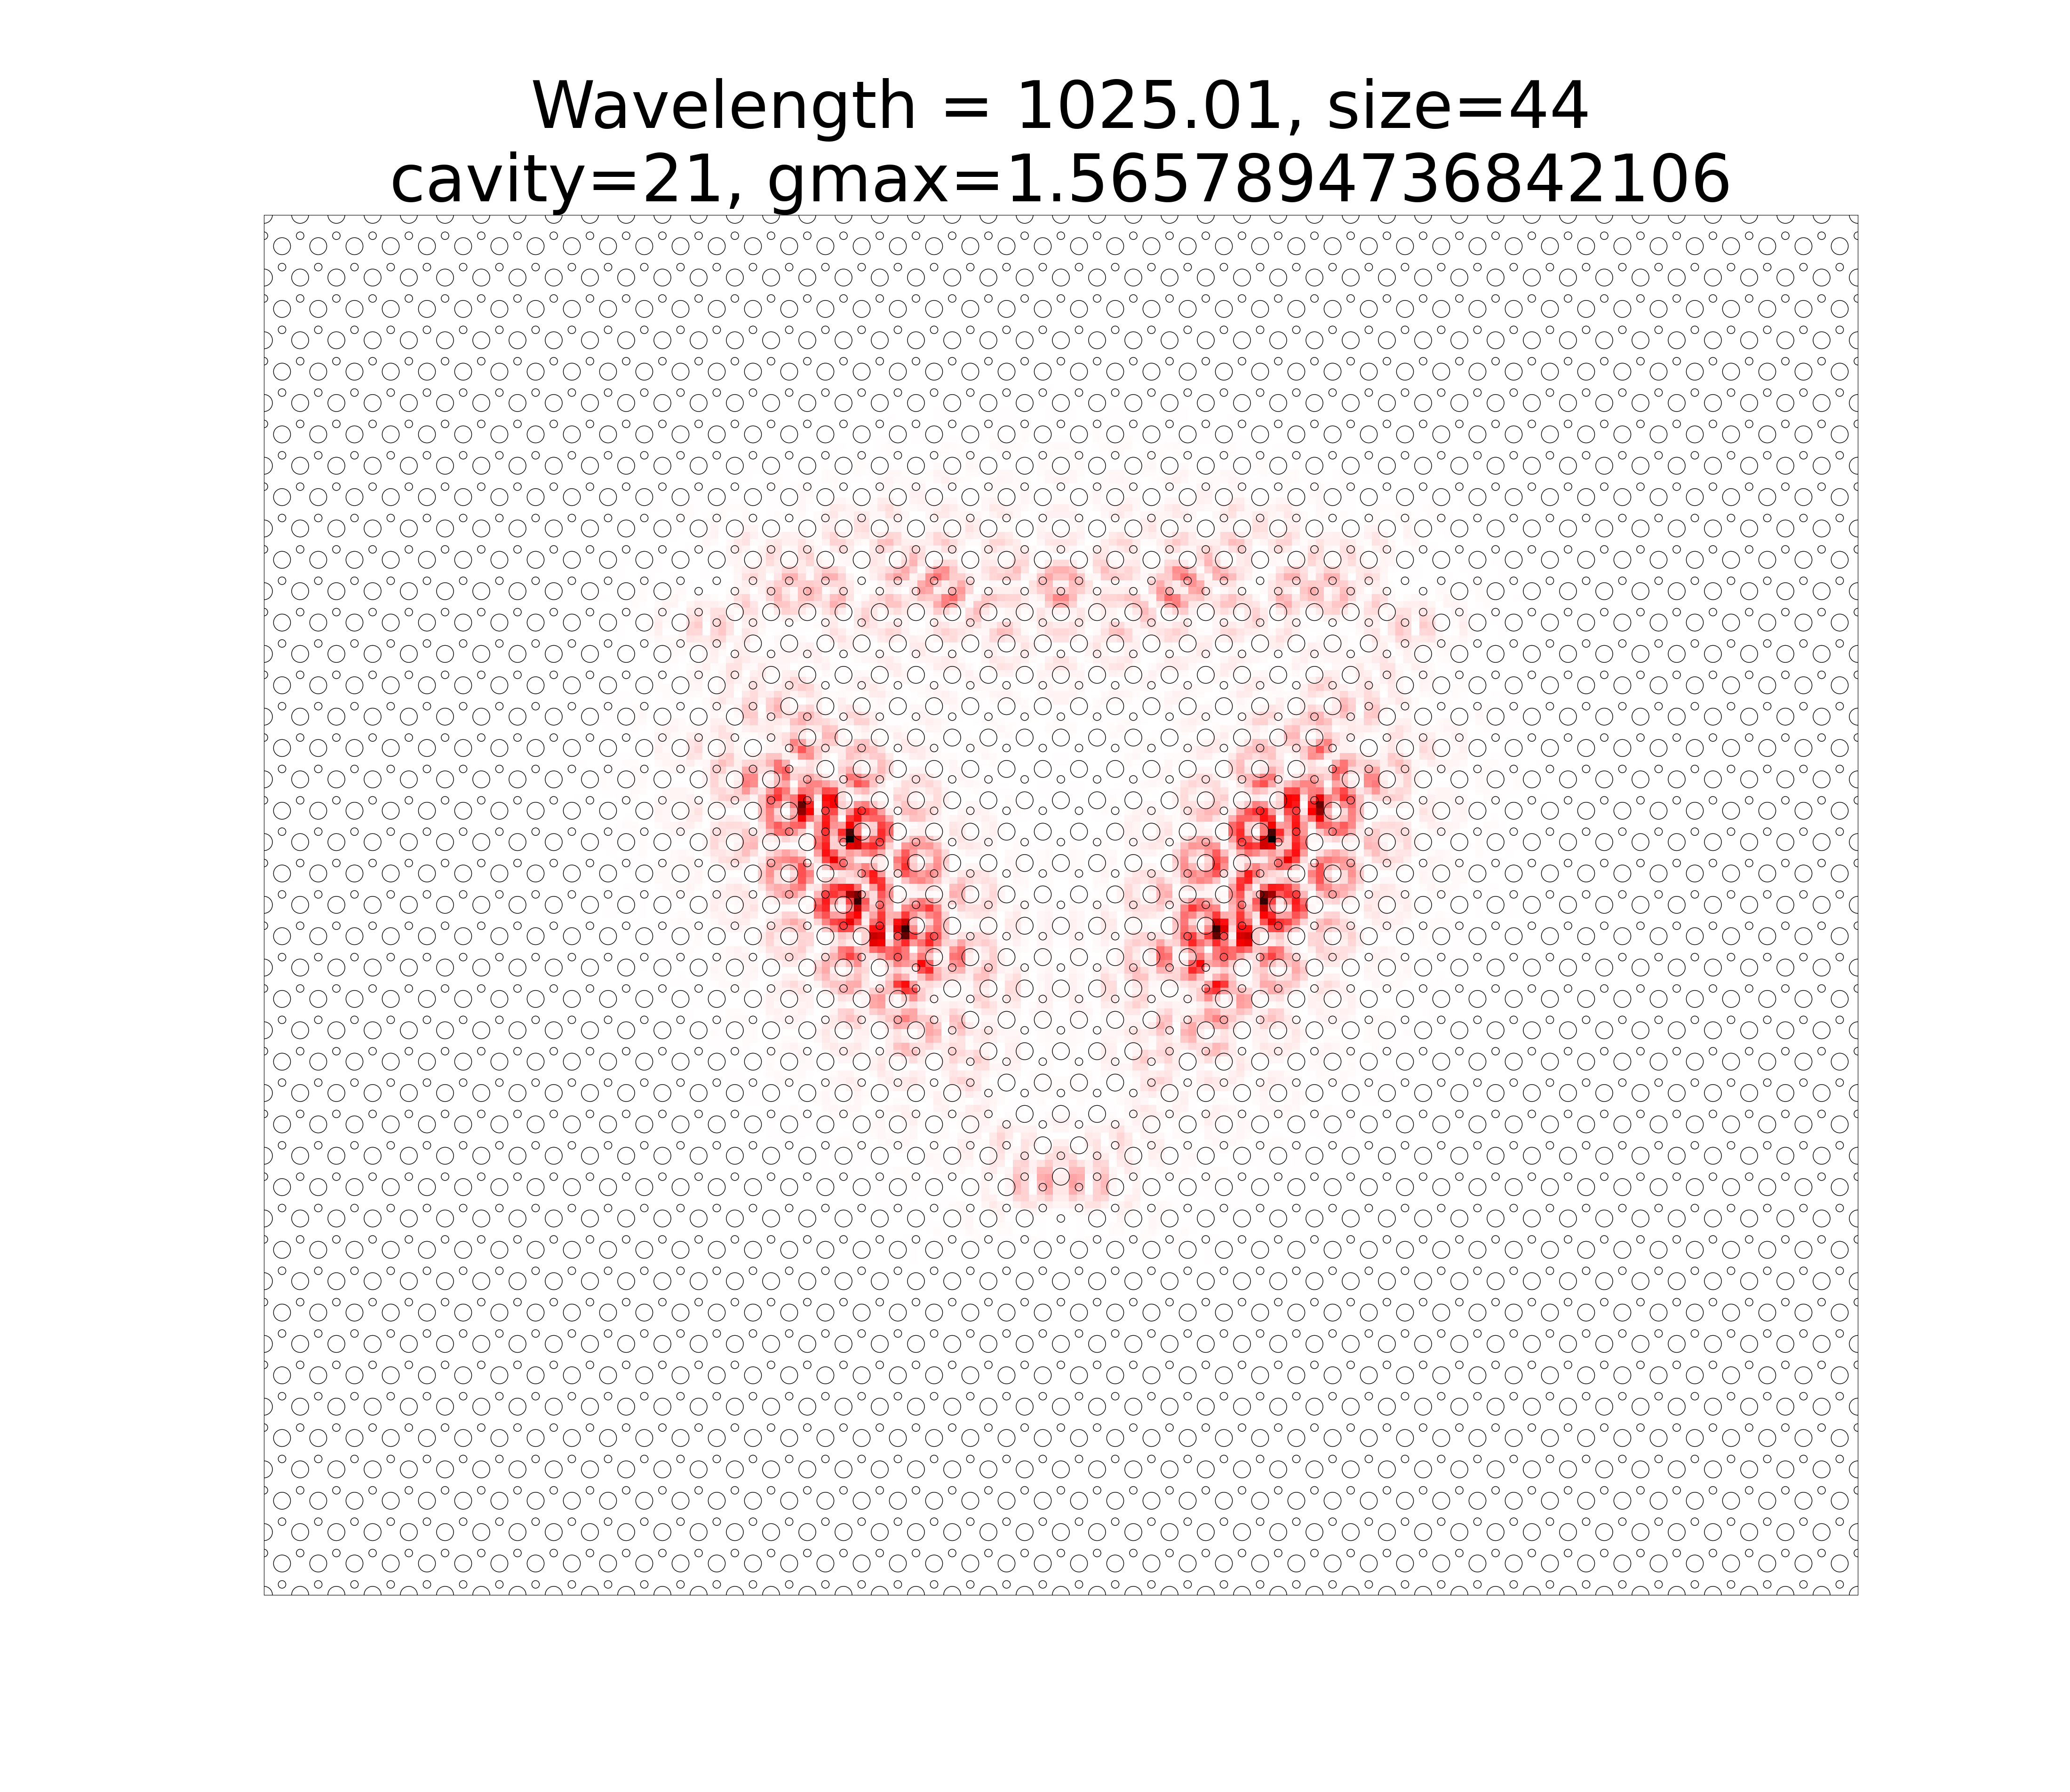 Wavelength = 1025.01, size=44
cavity=21, gmax=1.5657894736842106